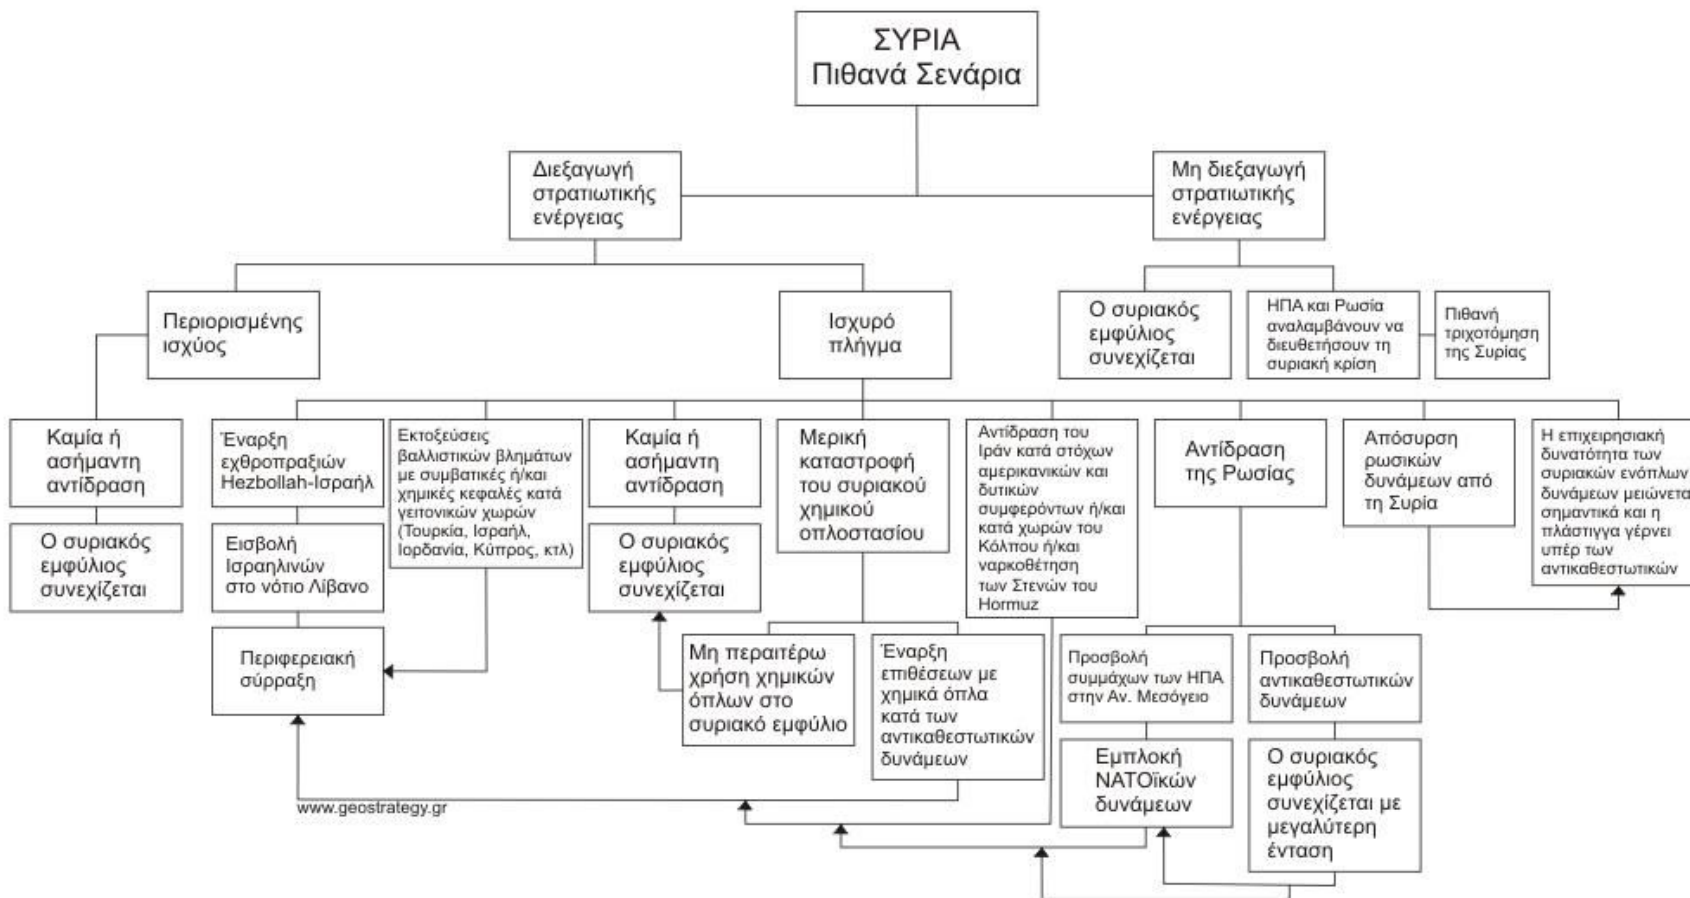 ΣΥΡΙΑ
Πιθανά Σενάρια
Διεξαγωγή
στρατιωτικής
ενέργειας
Μη διεξαγωγή
στρατιωτικής
ενέργειας
Περιορισμένης
ισχύος
Ισχυρό
πλήγμα
Ο συριακός
εμφύλιος
συνεχίζεται
ΗΠΑ και Ρωσία
αναλαμβάνουν να
διευθετήσουν τη
συριακή κρίση
Πιθανή
τριχοτόμηση
της Συρίας
Καμία ή
ασήμαντη
αντίδραση
Έναρξη
εχθροπραξιών
Hezbollah-Ισραήλ
Εκτοξεύσεις
βαλλιστικών βλημάτων
με συμβατικές ή/και
χημικές κεφαλές κατά
γειτονικών χωρών
(Τουρκία, Ισραήλ,
Ιορδανία, Κύπρος, κτλ)
Καμία ή
ασήμαντη
αντίδραση
Μερική
καταστροφή
του συριακού
χημικού
οπλοστασίου
Αντίδραση του
Ιράν κατά στόχων
αμερικανικών και
δυτικών
συμφερόντων ή/και
κατά χωρών του
Κόλπου ή/και
ναρκοθέτηση
των Στενών του
Hormuz
Αντίδραση
της Ρωσίας
Απόσυρση
ρωσικών
δυνάμεων από
τη Συρία
Η επιχειρησιακή
δυνατότητα των
συριακών ενόπλων
δυνάμεων μειώνεται
σημαντικά και η
πλάστιγγα γέρνει
υπέρ των
αντικαθεστωτικών
Ο συριακός
εμφύλιος
συνεχίζεται
Εισβολή
Ισραηλινών
στο νότιο Λίβανο
Ο συριακός
εμφύλιος
συνεχίζεται
Περιφερειακή
σύρραξη
Μη περαιτέρω
χρήση χημικών
όπλων στο
συριακό εμφύλιο
Έναρξη
επιθέσεων με
χημικά όπλα
κατά των
αντικαθεστωτικών
δυνάμεων
Προσβολή
συμμάχων των ΗΠΑ
στην Αν. Μεσόγειο
Προσβολή
αντικαθεστωτικών
δυνάμεων
Εμπλοκή
ΝΑΤΟϊκών
δυνάμεων
Ο συριακός
εμφύλιος
συνεχίζεται με
μεγαλύτερη
ένταση
www.geostrategy.gr